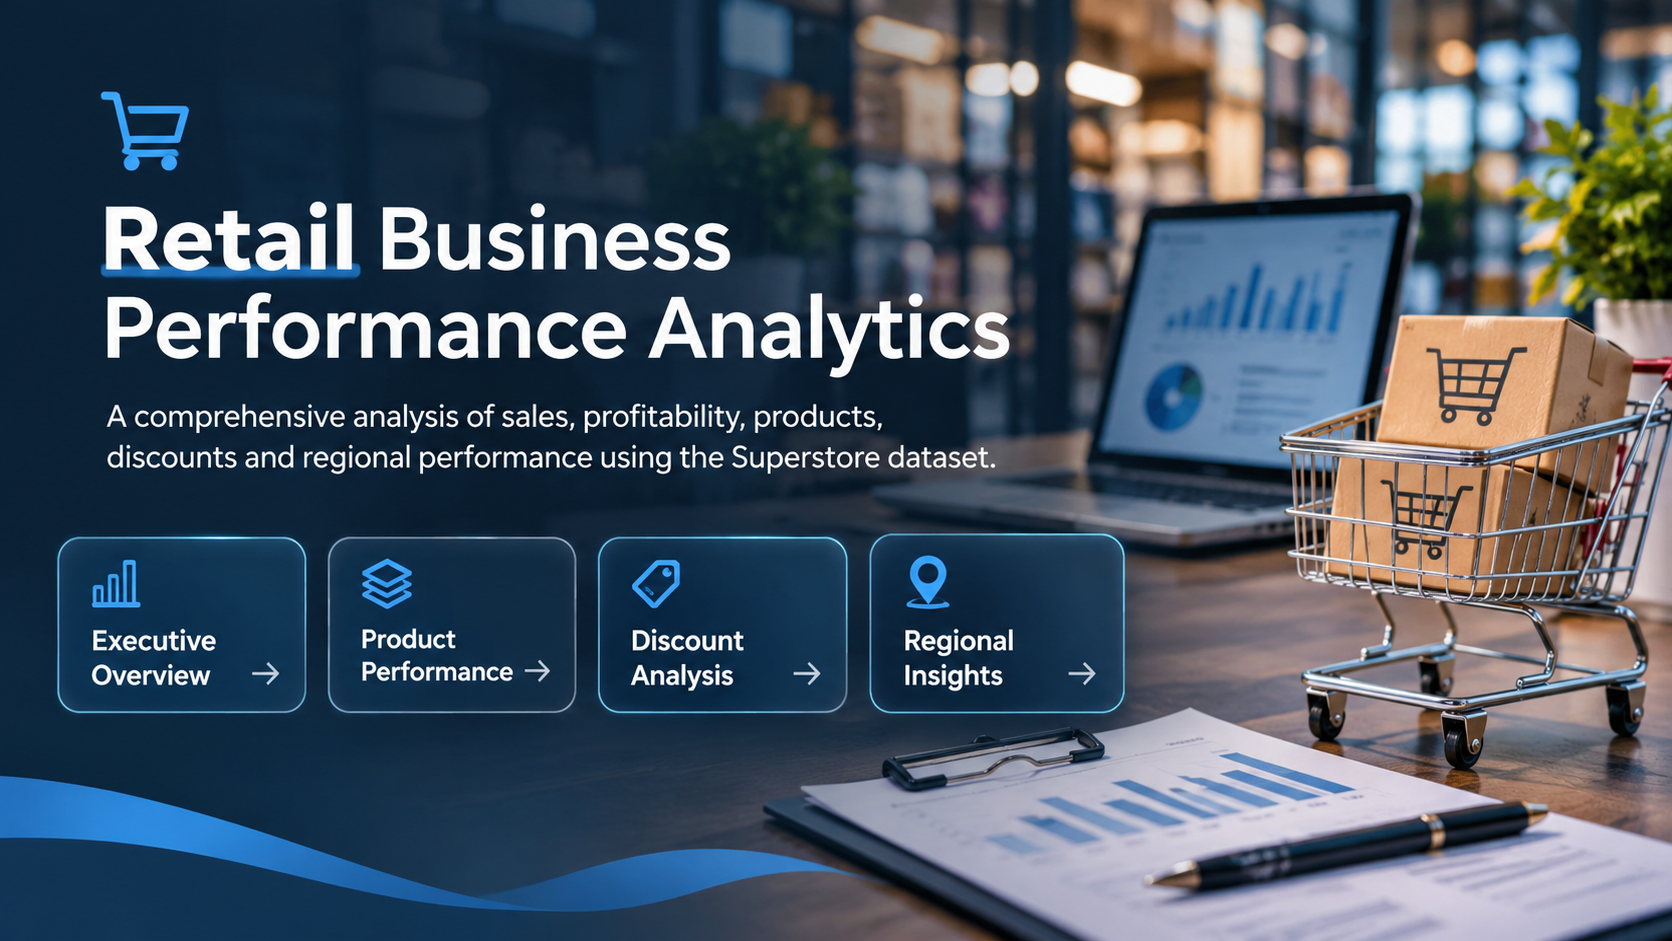 Retail Business
Performance Analytics
A comprehensive analysis of sales, profitability, products,
discounts and regional performance using the Superstore dataset.
Executive
Overview
Product
Performance
Discount
Analysis
Regional
Insights